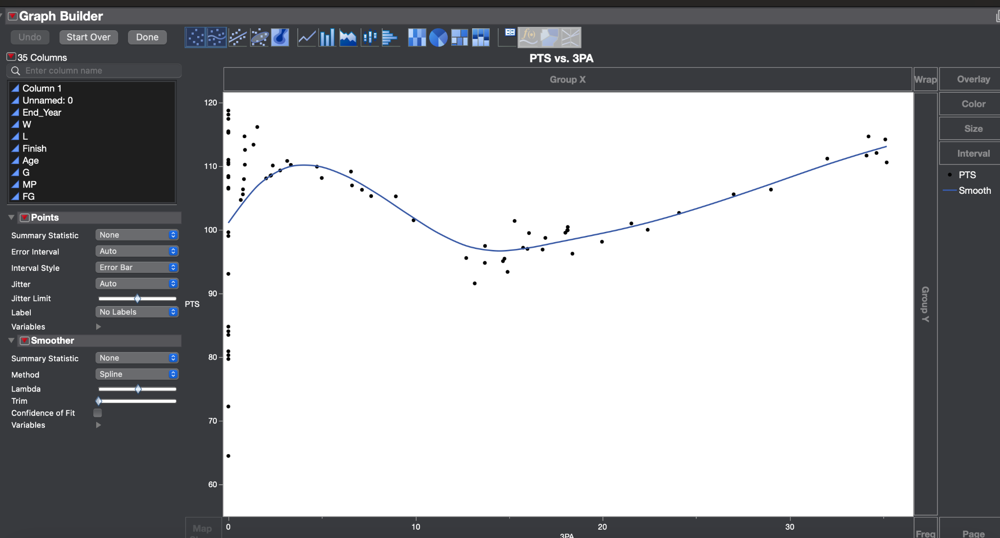 Graph Builder
Undo
Start Over
Done
35 Columns
Enter column name
Column 1
Unnamed: 0
End_Year
W
L
Finish
Age
G
MP
FG
Points
Summary Statistic None
Error Interval Auto
Interval Style Error Bar
Jitter Auto
Jitter Limit
Label No Labels
Variables
Smoother
Summary Statistic None
Method Spline
Lambda
Trim
Confidence of Fit
Variables
PTS vs. 3PA
Group X
Wrap
Overlay
Color
Size
Interval
PTS
Smooth
Group Y
120
110
100
90
80
70
60
PTS
0
10
20
30
3PA
Map
Freq
Page